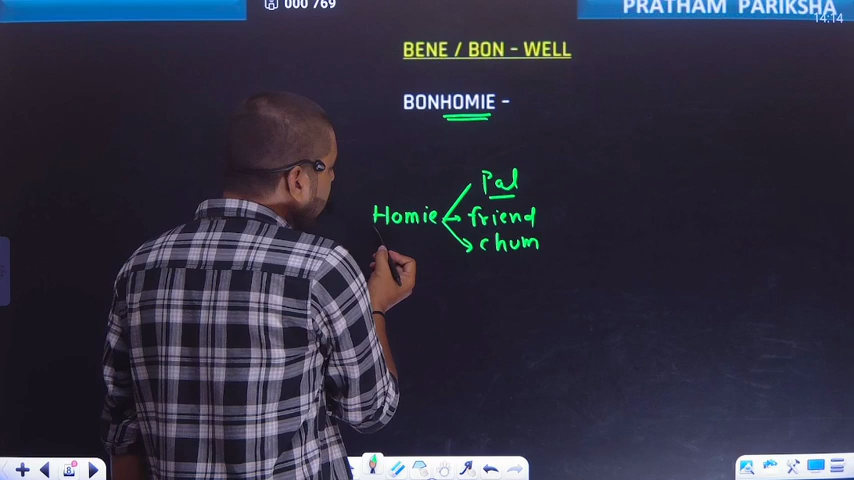 000 769
PRATHAM PARIKSHA
14:14
BENE / BON - WELL
BONHOMIE -
Pal
Homie friend
chum